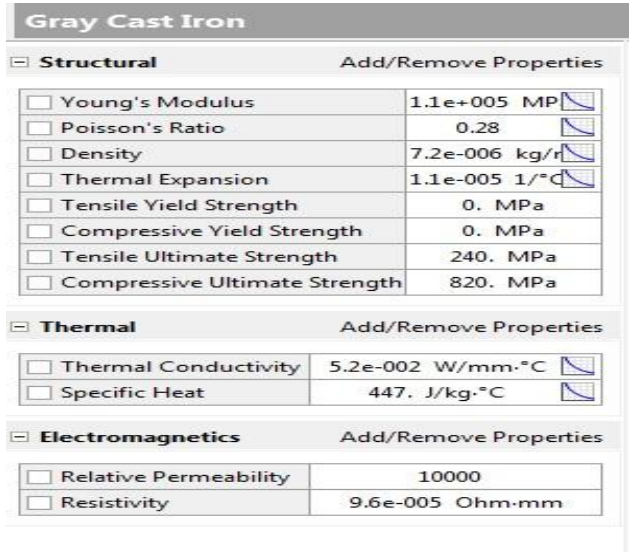 Gray Cast Iron
Structural Add/Remove Properties
Young's Modulus 1.1e+005 MP
Poisson's Ratio 0.28
Density 7.2e-006 kg/r
Thermal Expansion 1.1e-005 1/°C
Tensile Yield Strength 0. MPa
Compressive Yield Strength 0. MPa
Tensile Ultimate Strength 240. MPa
Compressive Ultimate Strength 820. MPa
Thermal Add/Remove Properties
Thermal Conductivity 5.2e-002 W/mm·°C
Specific Heat 447. J/kg·°C
Electromagnetics Add/Remove Properties
Relative Permeability 10000
Resistivity 9.6e-005 Ohm·mm